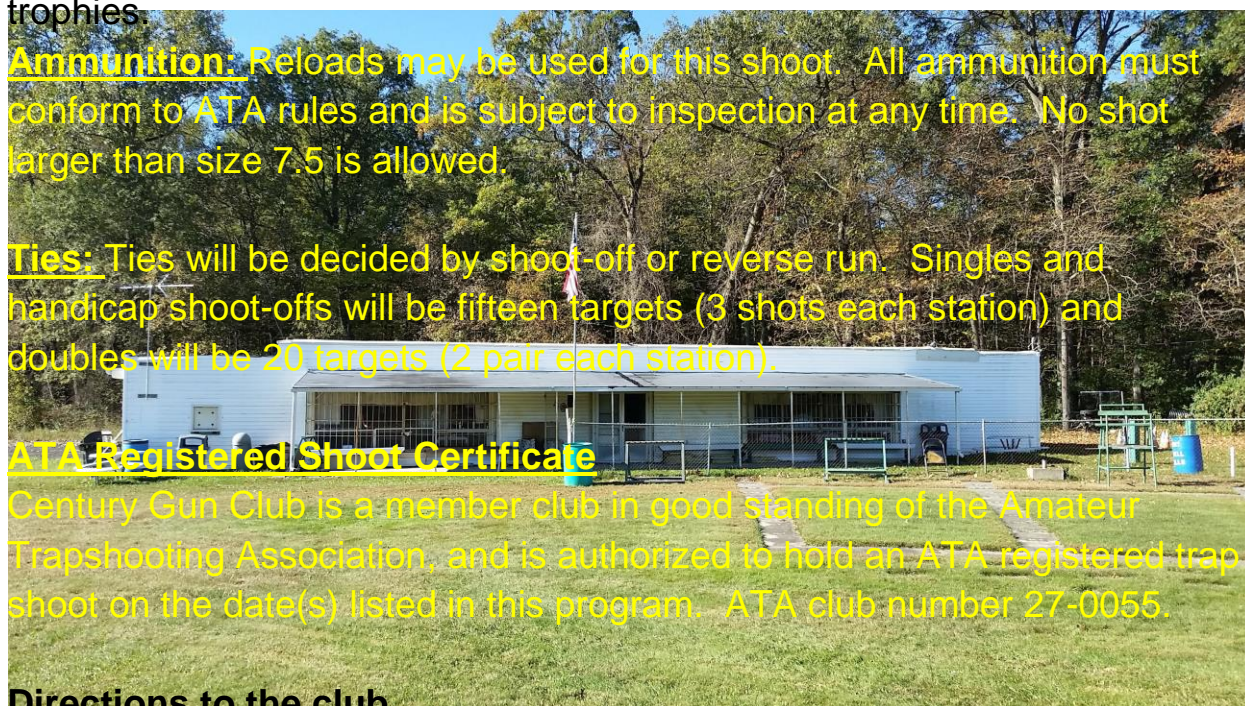 trophies.
Ammunition: Reloads may be used for this shoot. All ammunition must
conform to ATA rules and is subject to inspection at any time. No shot
larger than size 7.5 is allowed.
Ties: Ties will be decided by shoot-off or reverse run. Singles and
handicap shoot-offs will be fifteen targets (3 shots each station) and
doubles will be 20 targets (2 pair each station).
ATA Registered Shoot Certificate
Century Gun Club is a member club in good standing of the Amateur
Trapshooting Association, and is authorized to hold an ATA registered trap
shoot on the date(s) listed in this program. ATA club number 27-0055.
Directions to the club